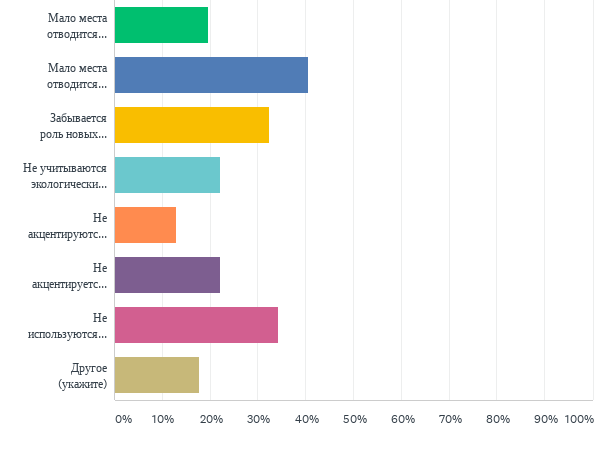 Мало места
отводится...
Мало места
отводится...
Забывается
роль новых...
Не учитываются
экологически...
Не
акцентируютс...
Не
акцентируетс...
Не
используются...
Другое
(укажите)
0% 10% 20% 30% 40% 50% 60% 70% 80% 90% 100%